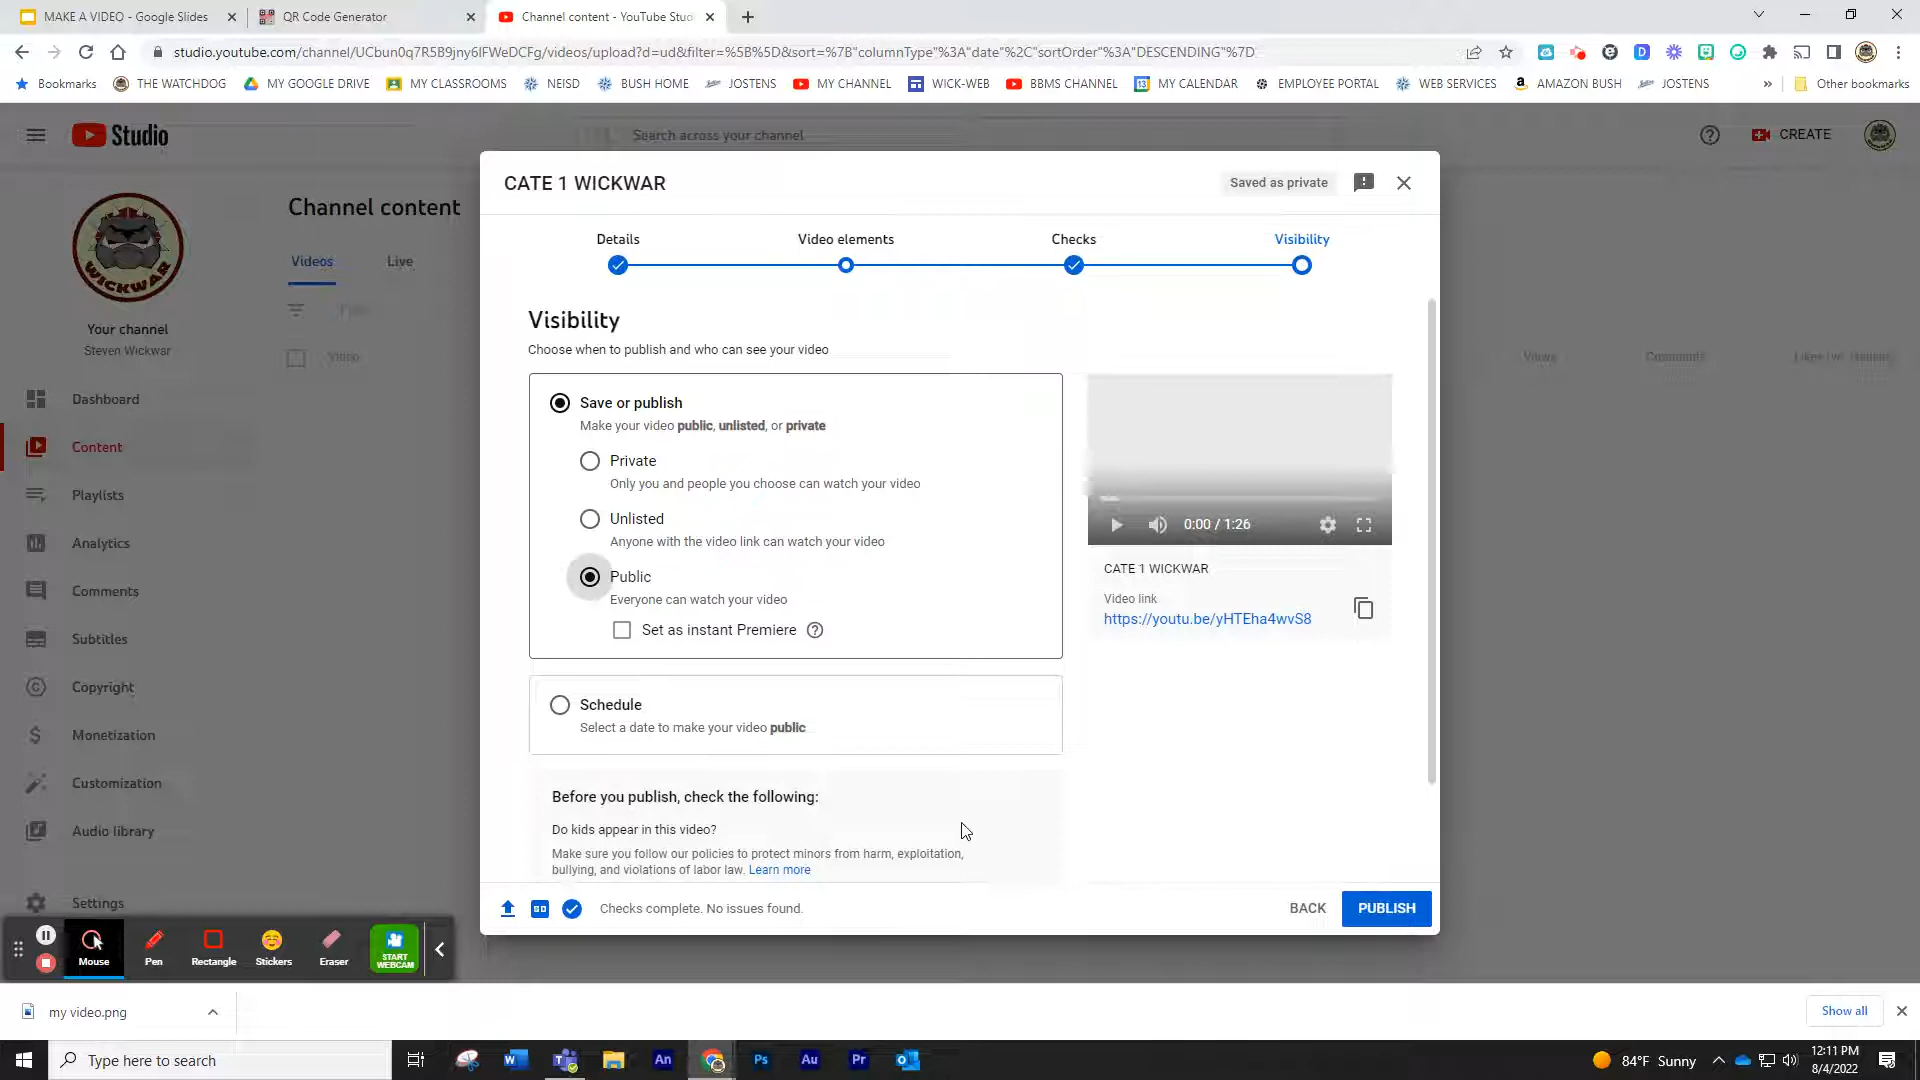 MAKE A VIDEO - Google Slides
QR Code Generator
Channel content - YouTube Stu
studio.youtube.com/channel/UCbun0q7R5B9jny6IFWeDCFg/videos/upload?d=ud&filter=%5B%5D&sort=%7B"columnType"%3A"date"%2C"sortOrder"%3A"DESCENDING"%7D
Bookmarks
THE WATCHDOG
MY GOOGLE DRIVE
MY CLASSROOMS
NEISD
BUSH HOME
JOSTENS
MY CHANNEL
WICK-WEB
BBMS CHANNEL
MY CALENDAR
EMPLOYEE PORTAL
WEB SERVICES
AMAZON BUSH
JOSTENS
»
Other bookmarks
Studio
Search across your channel
CREATE
WICKWAR
Your channel
Steven Wickwar
Dashboard
Content
Playlists
Analytics
Comments
Subtitles
Copyright
Monetization
Customization
Audio library
Settings
Channel content
Videos
Live
Filter
Video
Views
Comments
CATE 1 WICKWAR
Saved as private
Details
Video elements
Checks
Visibility
Visibility
Choose when to publish and who can see your video
Save or publish
Make your video public, unlisted, or private
Private
Only you and people you choose can watch your video
Unlisted
Anyone with the video link can watch your video
Public
Everyone can watch your video
Set as instant Premiere
Schedule
Select a date to make your video public
Before you publish, check the following:
Do kids appear in this video?
Make sure you follow our policies to protect minors from harm, exploitation,
bullying, and violations of labor law. Learn more
0:00 / 1:26
CATE 1 WICKWAR
Video link
https://youtu.be/yHTEha4wvS8
SD
Checks complete. No issues found.
BACK
PUBLISH
Mouse
Pen
Rectangle
Stickers
Eraser
START
WEBCAM
my video.png
Show all
Type here to search
An
Ps
Au
Pr
84°F Sunny
12:11 PM
8/4/2022